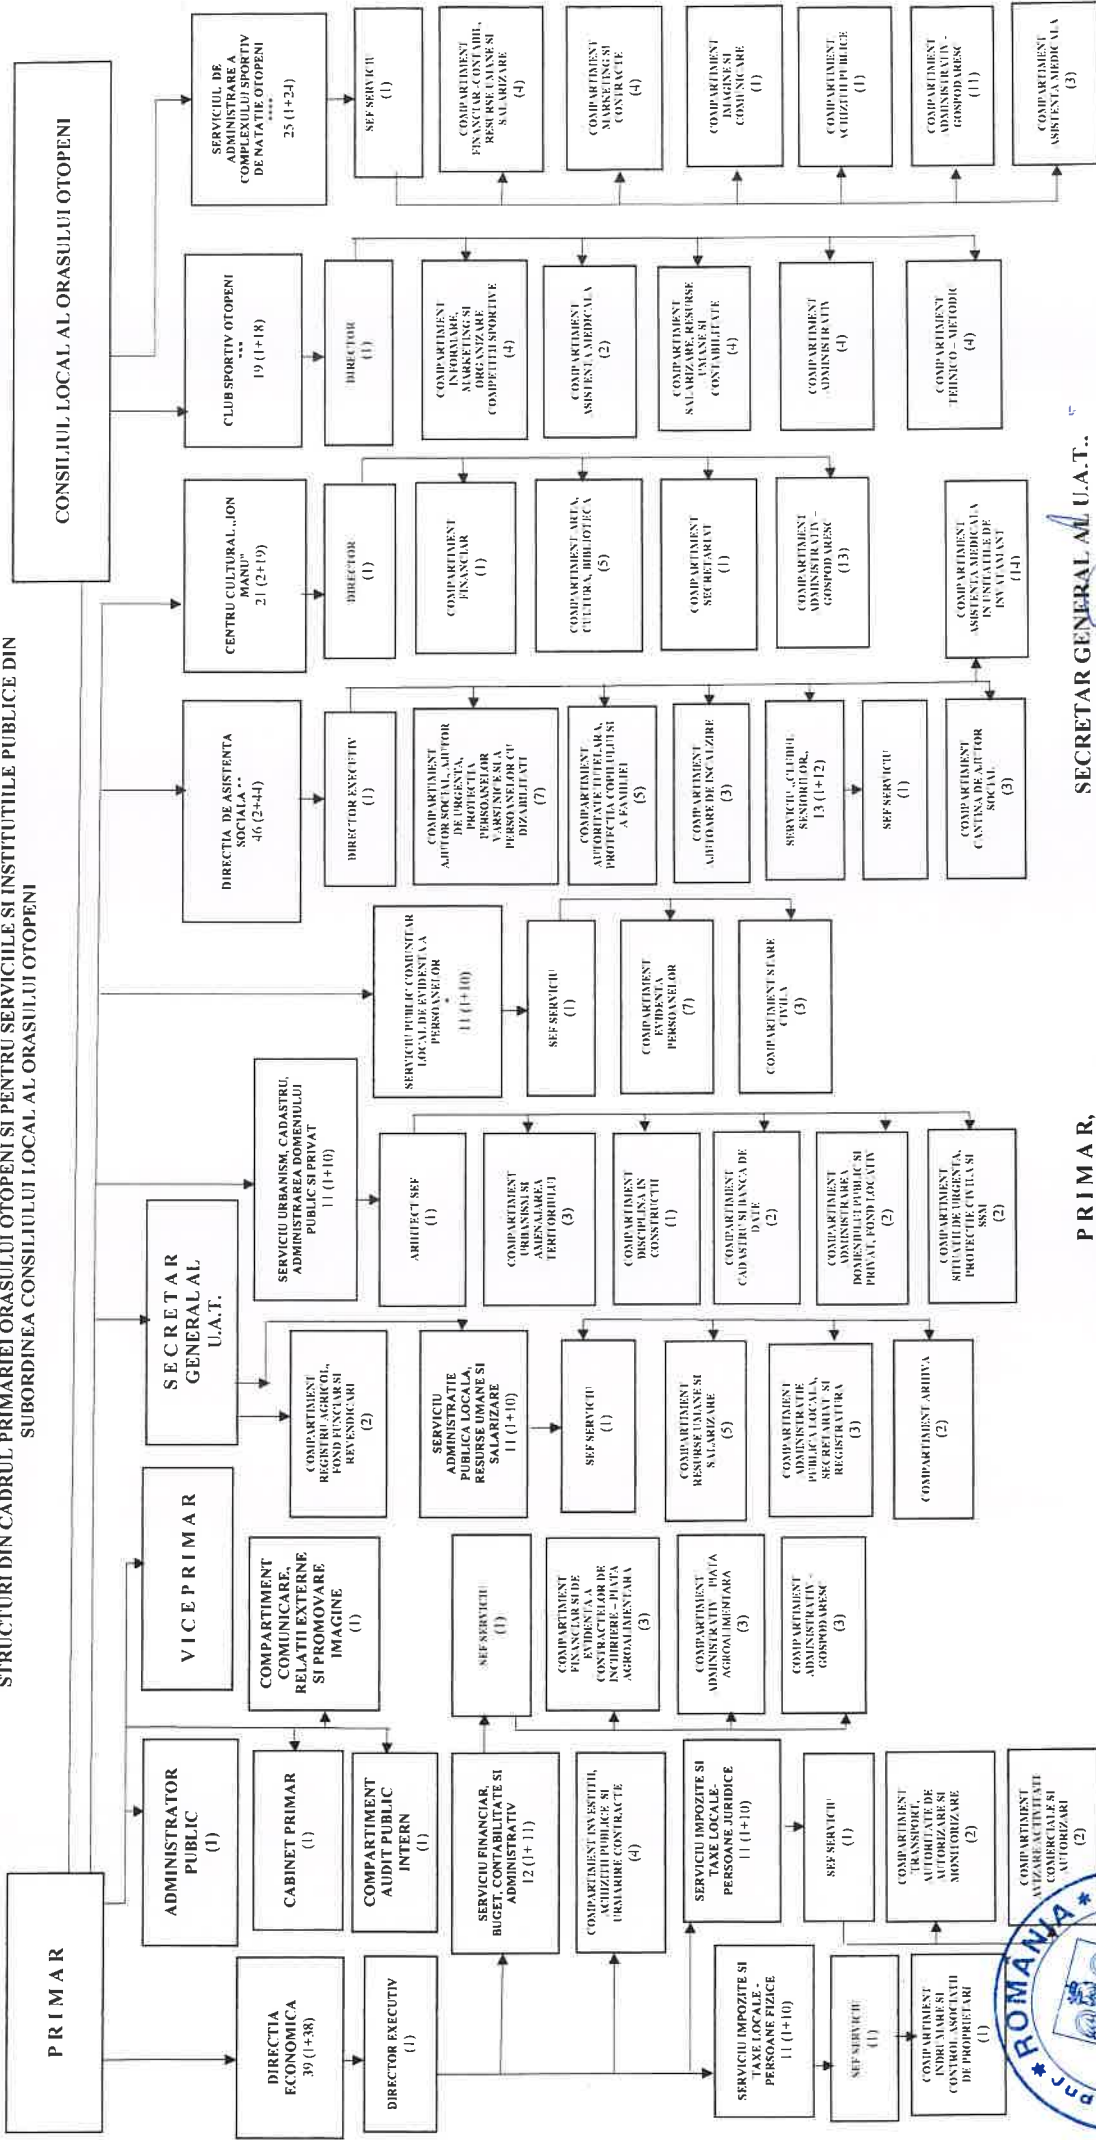 STRUCTURI DIN CADRUL PRIMARIEI ORASULUI OTOPENI SI PENTRU SERVICIILE SI INSTITUTIILE PUBLICE DIN
SUBORDINEA CONSILIULUI LOCAL AL ORASULUI OTOPENI
PRIMAR
CONSILIUL LOCAL AL ORASULUI OTOPENI
DIRECTIA
ECONOMICA
39 (1+38)
DIRECTOR EXECUTIV
(1)
ADMINISTRATOR
PUBLIC
(1)
CABINET PRIMAR
(1)
COMPARTIMENT
AUDIT PUBLIC
INTERN
(1)
VICEPRIMAR
COMPARTIMENT
COMUNICARE,
RELATII EXTERNE
SI PROMOVARE
IMAGINE
(1)
SERVICIU FINANCIAR,
BUGET, CONTABILITATE SI
ADMINISTRATIV
12 (1+ 11)
SEF SERVICIU
(1)
COMPARTIMENT
FINANCIAR SI DE
EVIDENTA A
CONTRACTELOR DE
INCHIRIERE - PIATA
AGROALIMENTARA
(3)
COMPARTIMENT
ADMINISTRATIV PIATA
AGROALIMENTARA
(3)
COMPARTIMENT
ADMINISTRATIV -
GOSPODARESC
(3)
COMPARTIMENT INVESTITII,
ACHIZITII PUBLICE SI
URMARIRE CONTRACTE
(4)
SERVICIU IMPOZITE SI
TAXE LOCALE-
PERSOANE JURIDICE
11 (1+10)
SEF SERVICIU
(1)
COMPARTIMENT
TRANSPORT,
AUTORITATE DE
AUTORIZARE SI
MONITORIZARE
(2)
COMPARTIMENT
AVIZARE ACTIVITATI
COMERCIALE SI
AUTORIZARI
(2)
SERVICIU IMPOZITE SI
TAXE LOCALE -
PERSOANE FIZICE
11 (1+10)
SEF SERVICIU
(1)
COMPARTIMENT
INDRUMARE SI
CONTROL ASOCIATII
DE PROPRIETARI
(1)
SECRETAR
GENERAL AL
U.A.T.
COMPARTIMENT
REGISTRU AGRICOL,
FOND FUNCIAR SI
REVENDICARI
(2)
SERVICIU
ADMINISTRATIE
PUBLICA LOCALA,
RESURSE UMANE SI
SALARIZARE
11 (1+10)
SEF SERVICIU
(1)
COMPARTIMENT
RESURSE UMANE SI
SALARIZARE
(5)
COMPARTIMENT
ADMINISTRATIE
PUBLICA LOCALA,
SECRETARIAT SI
REGISTRATURA
(3)
COMPARTIMENT ARHIVA
(2)
SERVICIU URBANISM, CADASTRU,
ADMINISTRAREA DOMENIULUI
PUBLIC SI PRIVAT
11 (1+10)
ARHITECT SEF
(1)
COMPARTIMENT
URBANISM SI
AMENAJAREA
TERITORIULUI
(3)
COMPARTIMENT
DISCIPLINA IN
CONSTRUCTII
(1)
COMPARTIMENT
CADASTRU SI BANCA DE
DATE
(2)
COMPARTIMENT
ADMINISTRAREA
DOMENIULUI PUBLIC SI
PRIVAT, FOND LOCATIV
(2)
COMPARTIMENT
SITUATII DE URGENTA,
PROTECTIE CIVILA SI
SSM
(2)
SERVICIU PUBLIC COMUNITAR
LOCAL DE EVIDENTA A
PERSOANELOR
*
11 (1+10)
SEF SERVICIU
(1)
COMPARTIMENT
EVIDENTA
PERSOANELOR
(7)
COMPARTIMENT STARE
CIVILA
(3)
DIRECTIA DE ASISTENTA
SOCIALA **
46 (2+44)
DIRECTOR EXECUTIV
(1)
COMPARTIMENT
AJUTOR SOCIAL, AJUTOR
DE URGENTA,
PROTECTIA
PERSOANELOR
VARSTNICE SI A
PERSOANELOR CU
DIZABILITATI
(7)
COMPARTIMENT
AUTORITATE TUTELARA,
PROTECTIA COPILULUI SI
A FAMILIEI
(5)
COMPARTIMENT
AJUTOARE DE INCALZIRE
(3)
SERVICIU „CLUBUL
SENIORILOR„
13 (1+12)
SEF SERVICIU
(1)
COMPARTIMENT
CANTINA DE AJUTOR
SOCIAL
(3)
COMPARTIMENT
ASISTENTA MEDICALA
IN UNITATILE DE
INVATAMANT
(14)
CENTRU CULTURAL „ION
MANU"
21 (2+19)
DIRECTOR
(1)
COMPARTIMENT
FINANCIAR
(1)
COMPARTIMENT ARTA,
CULTURA, BIBLIOTECA
(5)
COMPARTIMENT
SECRETARIAT
(1)
COMPARTIMENT
ADMINISTRATIV -
GOSPODARESC
(13)
CLUB SPORTIV OTOPENI
***
19 (1+18)
DIRECTOR
(1)
COMPARTIMENT
INFORMARE,
MARKETING SI
ORGANIZARE
COMPETITII SPORTIVE
(4)
COMPARTIMENT
ASISTENTA MEDICALA
(2)
COMPARTIMENT
SALARIZARE, RESURSE
UMANE SI
CONTABILITATE
(4)
COMPARTIMENT
ADMINISTRATIV
(4)
COMPARTIMENT
TEHNICO – METODIC
(4)
SERVICIUL DE
ADMINISTRARE A
COMPLEXULUI SPORTIV
DE NATATIE OTOPENI
****
25 (1+24)
SEF SERVICIU
(1)
COMPARTIMENT
FINANCIAR-CONTABIL,
RESURSE UMANE SI
SALARIZARE
(4)
COMPARTIMENT
MARKETING SI
CONTRACTE
(4)
COMPARTIMENT
IMAGINE SI
COMUNICARE
(1)
COMPARTIMENT
ACHIZITII PUBLICE
(1)
COMPARTIMENT
ADMINISTRATIV -
GOSPODARESC
(11)
COMPARTIMENT
ASISTENTA MEDICALA
(3)
PRIMAR,
SECRETAR GENERAL AL U.A.T.,
* ROMÂNIA *